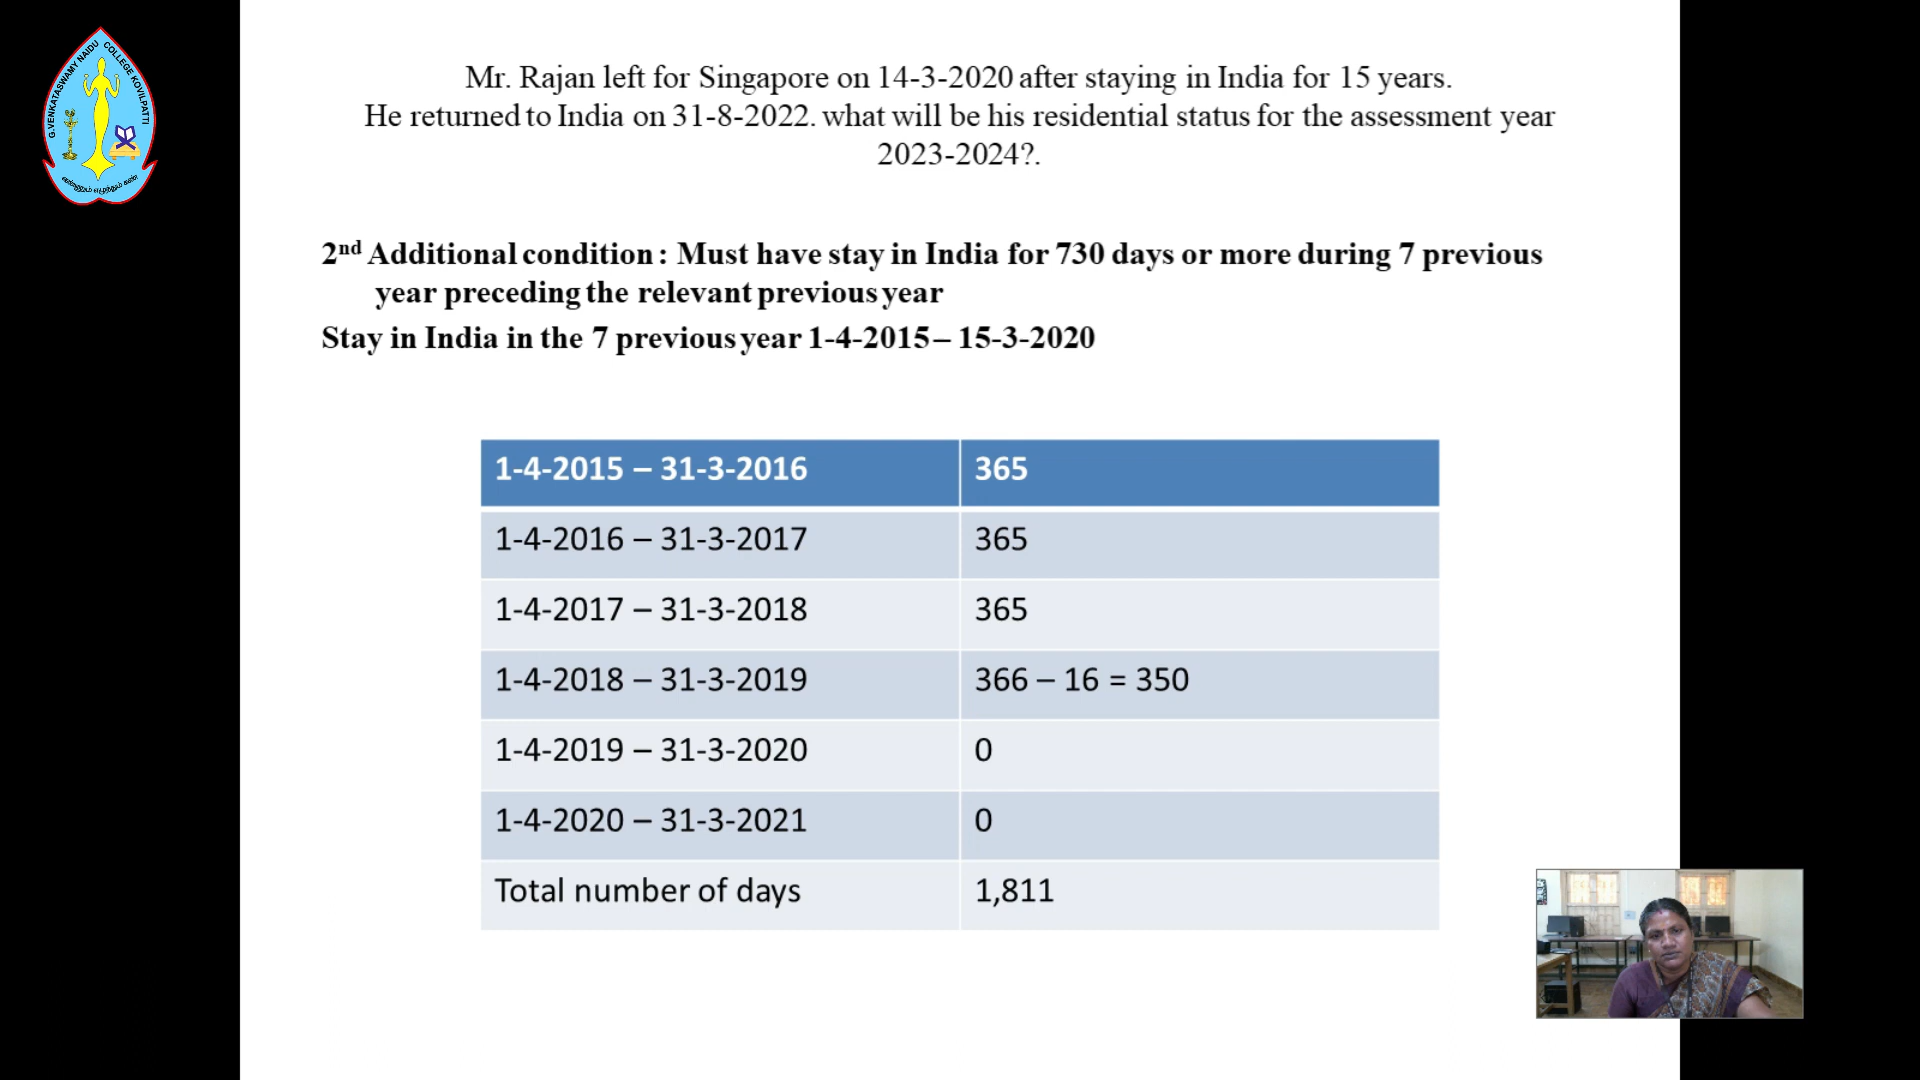 G.VENKATASWAMY NAIDU COLLEGE KOVILPATTI
Mr. Rajan left for Singapore on 14-3-2020 after staying in India for 15 years.
He returned to India on 31-8-2022. what will be his residential status for the assessment year
2023-2024?.
2nd Additional condition : Must have stay in India for 730 days or more during 7 previous
year preceding the relevant previous year
Stay in India in the 7 previous year 1-4-2015 – 15-3-2020
1-4-2015 – 31-3-2016 365
1-4-2016 – 31-3-2017 365
1-4-2017 – 31-3-2018 365
1-4-2018 – 31-3-2019 366 – 16 = 350
1-4-2019 – 31-3-2020 0
1-4-2020 – 31-3-2021 0
Total number of days 1,811